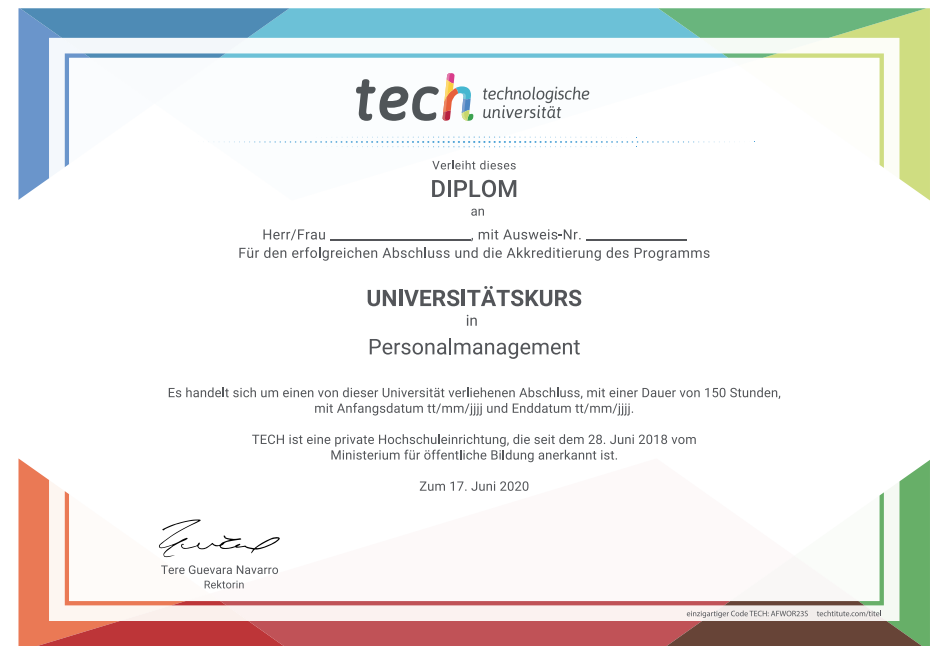 tech technologische
universität
Verleiht dieses
DIPLOM
an
Herr/Frau ____________________, mit Ausweis-Nr. ______________
Für den erfolgreichen Abschluss und die Akkreditierung des Programms
UNIVERSITÄTSKURS
in
Personalmanagement
Es handelt sich um einen von dieser Universität verliehenen Abschluss, mit einer Dauer von 150 Stunden,
mit Anfangsdatum tt/mm/jjjj und Enddatum tt/mm/jjjj.
TECH ist eine private Hochschuleinrichtung, die seit dem 28. Juni 2018 vom
Ministerium für öffentliche Bildung anerkannt ist.
Zum 17. Juni 2020
Tere Guevara Navarro
Rektorin
einzigartiger Code TECH: AFWOR23S techtitute.com/titel